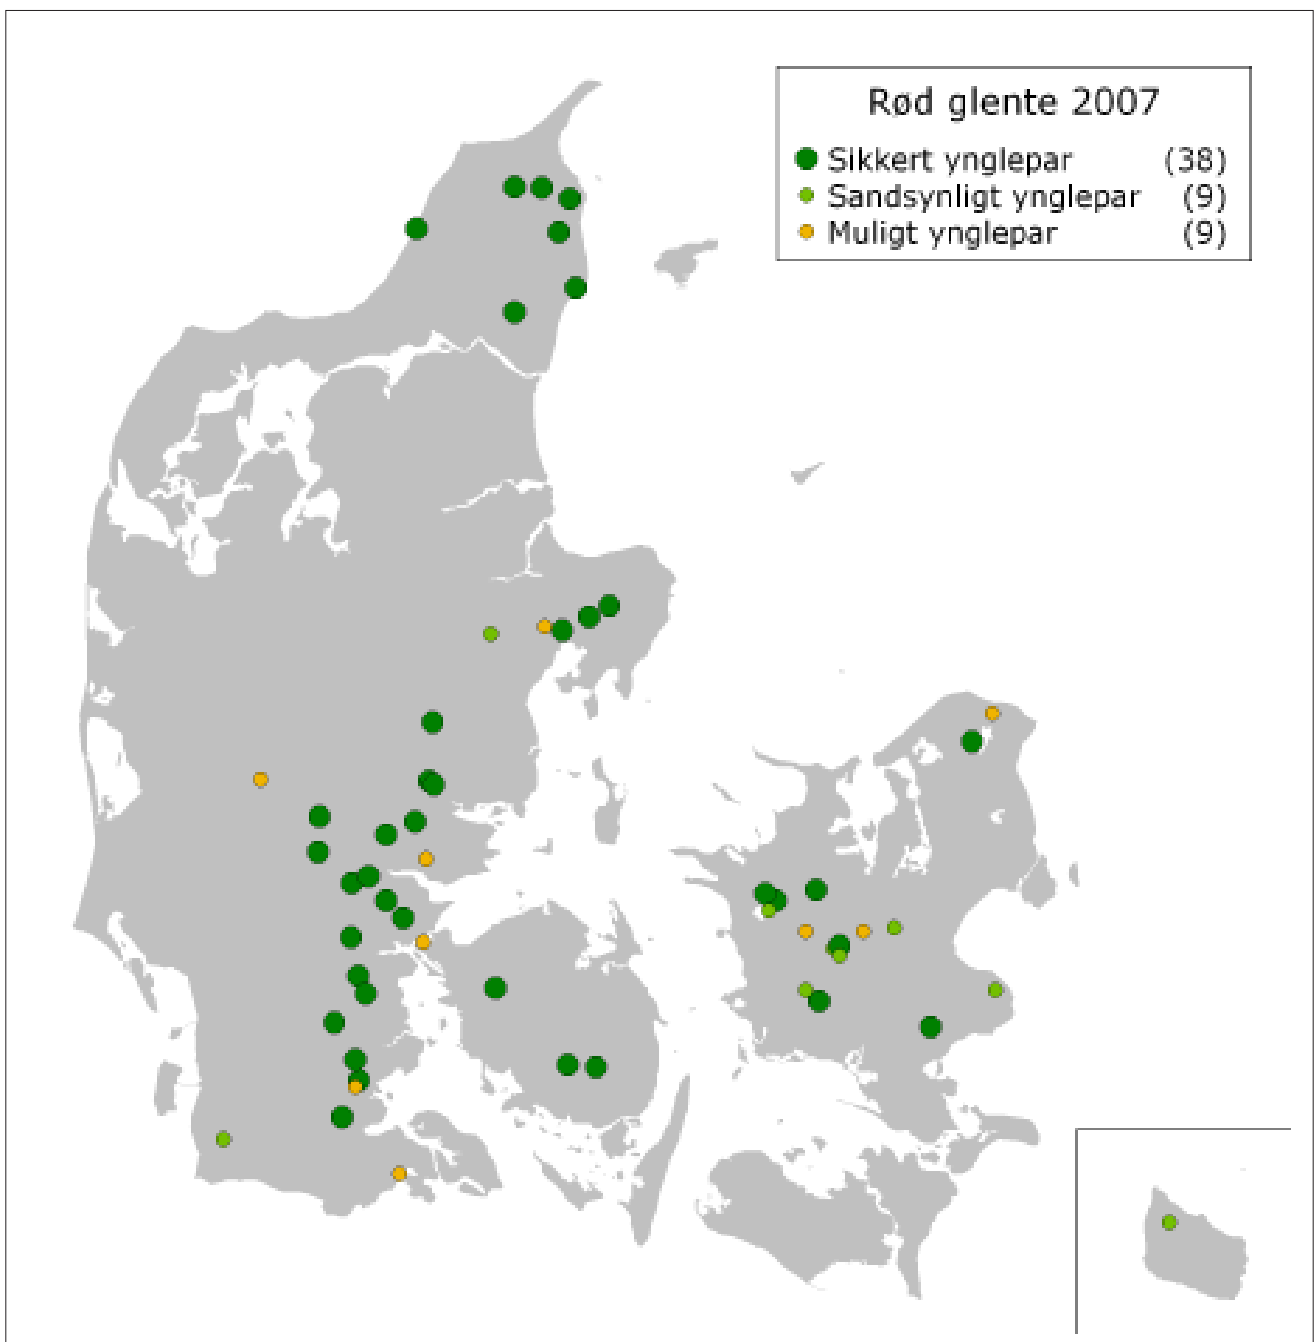 Rød glente 2007
Sikkert ynglepar (38)
Sandsynligt ynglepar (9)
Muligt ynglepar (9)